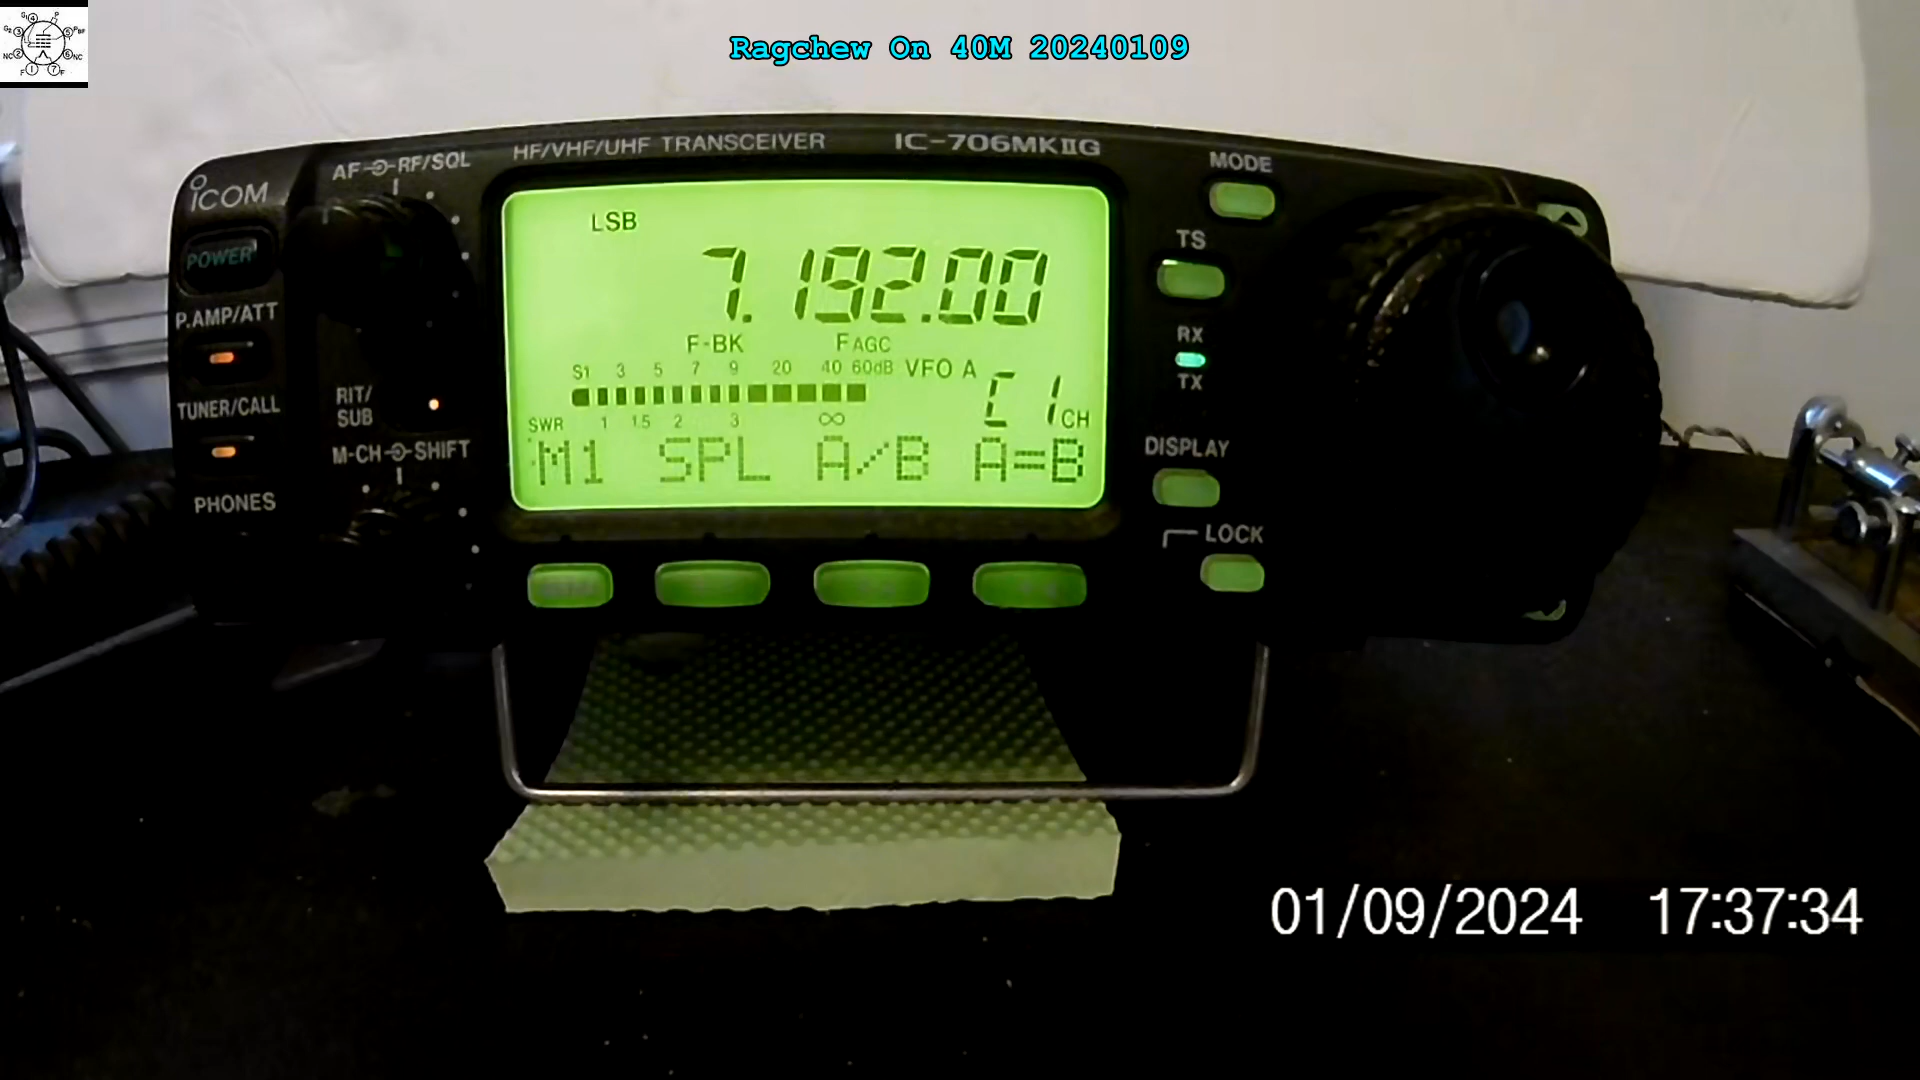 Ragchew On 40M 20240109
HF/VHF/UHF TRANSCEIVER IC-706MKIIG
ICOM
AF RF/SQL
MODE
POWER
LSB
7.192.00
TS
P.AMP/ATT
F-BK FAGC
RX
TX
S1 3 5 7 9 20 40 60dB VFO A
C1 CH
TUNER/CALL
RIT/
SUB
SWR 1 1.5 2 3 ∞
M1 SPL A/B A=B
M-CH SHIFT
DISPLAY
PHONES
LOCK
01/09/2024 17:37:34